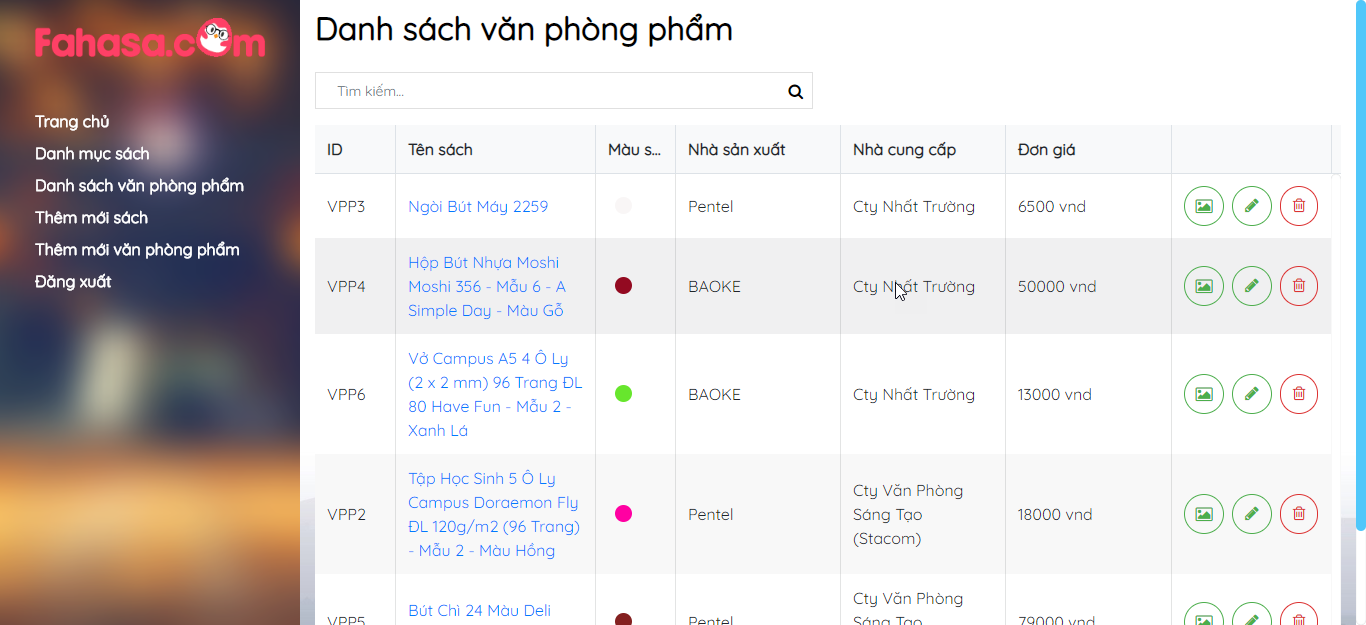 Fahasa.com
Trang chủ
Danh mục sách
Danh sách văn phòng phẩm
Thêm mới sách
Thêm mới văn phòng phẩm
Đăng xuất
Danh sách văn phòng phẩm
Tìm kiếm...
ID Tên sách Màu s... Nhà sản xuất Nhà cung cấp Đơn giá
VPP3 Ngòi Bút Máy 2259 Pentel Cty Nhất Trường 6500 vnd
Hộp Bút Nhựa Moshi
VPP4 Moshi 356 - Mẫu 6 - A BAOKE Cty Nhất Trường 50000 vnd
Simple Day - Màu Gỗ
Vở Campus A5 4 Ô Ly
(2 x 2 mm) 96 Trang ĐL
VPP6 BAOKE Cty Nhất Trường 13000 vnd
80 Have Fun - Mẫu 2 -
Xanh Lá
Tập Học Sinh 5 Ô Ly
Cty Văn Phòng
Campus Doraemon Fly
VPP2 Pentel Sáng Tạo 18000 vnd
ĐL 120g/m2 (96 Trang)
(Stacom)
- Mẫu 2 - Màu Hồng
Cty Văn Phòng
Bút Chì 24 Màu Deli
VPP5 Pentel Sáng Tạo 79000 vnd